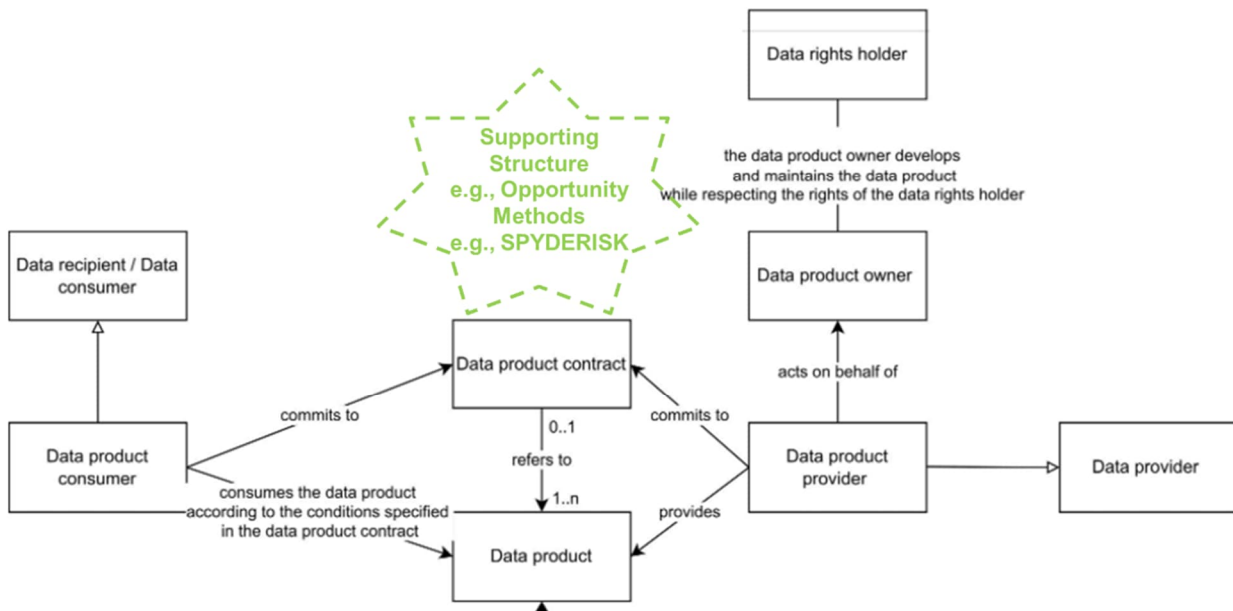 Data rights holder
Supporting
Structure
e.g., Opportunity
Methods
e.g., SPYDERISK
the data product owner develops
and maintains the data product
while respecting the rights of the data rights holder
Data recipient / Data
consumer
Data product owner
Data product contract
acts on behalf of
commits to
commits to
0..1
refers to
1..n
Data product
consumer
Data product
provider
Data provider
consumes the data product
according to the conditions specified
in the data product contract
provides
Data product